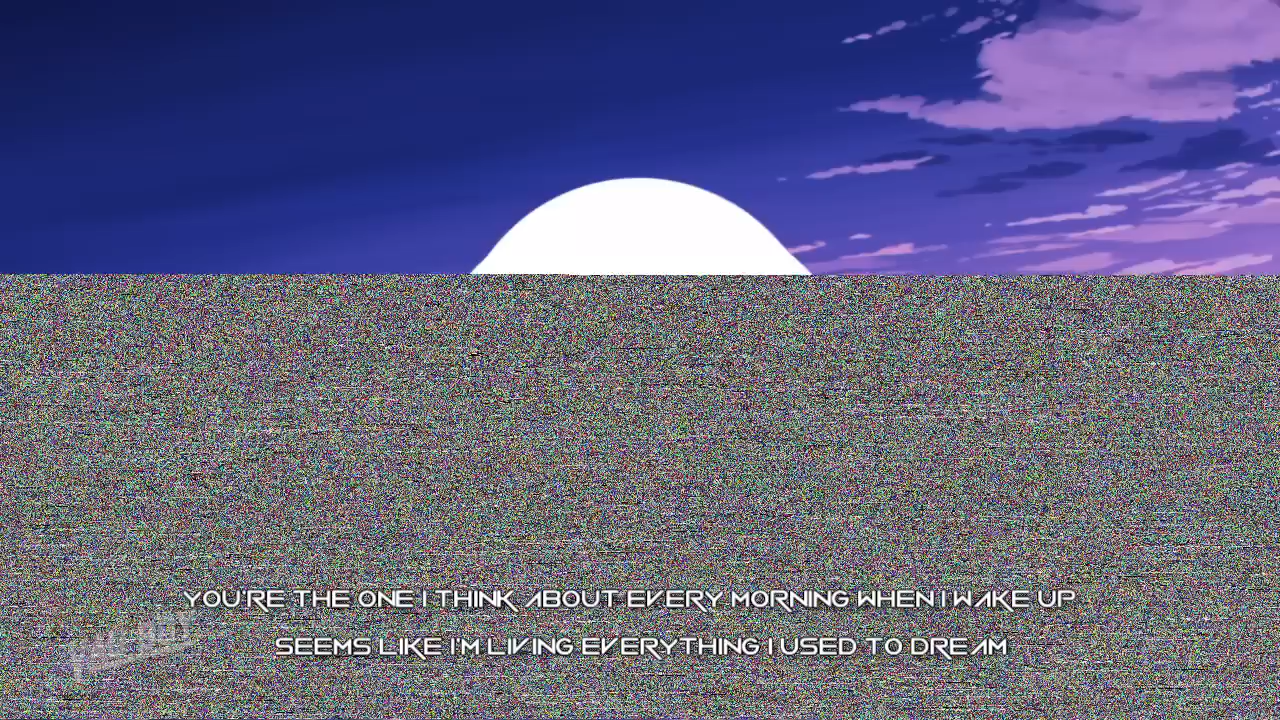 YOU'RE THE ONE I THINK ABOUT EVERY MORNING WHEN I WAKE UP
SEEMS LIKE I'M LIVING EVERYTHING I USED TO DREAM